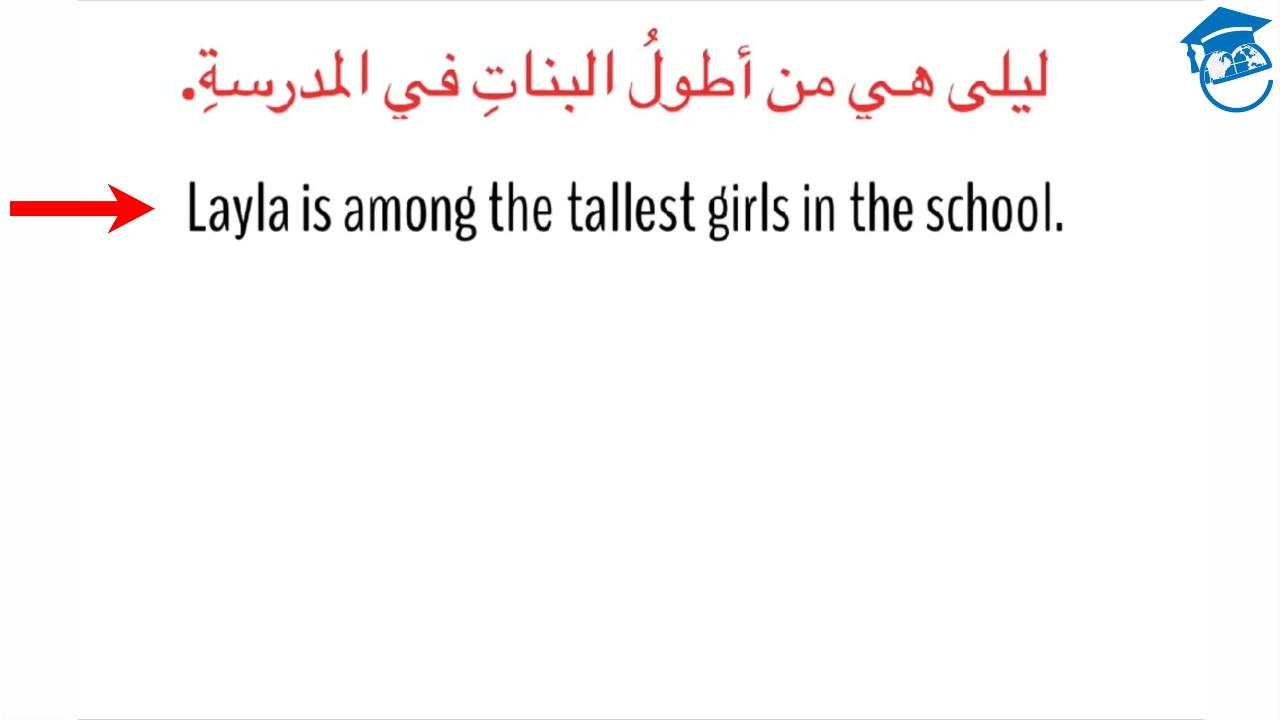 ليلى هي من أطولُ البناتِ في المدرسةِ.
Layla is among the tallest girls in the school.